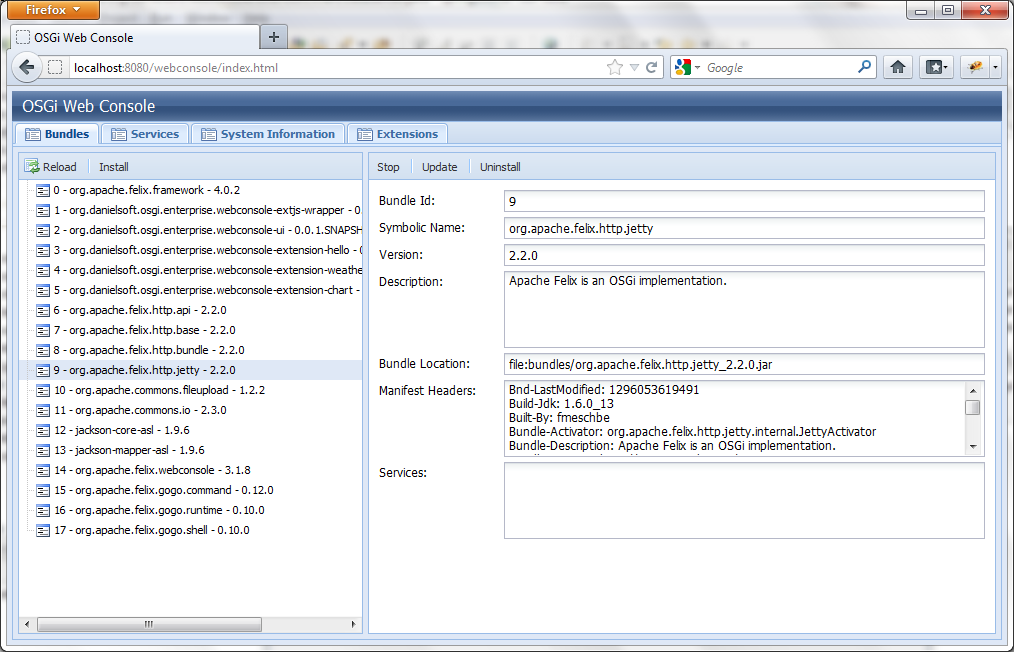 Firefox
OSGi Web Console
localhost:8080/webconsole/index.html
Google
OSGi Web Console
Bundles
Services
System Information
Extensions
Reload
Install
0 - org.apache.felix.framework - 4.0.2
1 - org.danielsoft.osgi.enterprise.webconsole-extjs-wrapper - 0
2 - org.danielsoft.osgi.enterprise.webconsole-ui - 0.0.1.SNAPSH
3 - org.danielsoft.osgi.enterprise.webconsole-extension-hello - 0
4 - org.danielsoft.osgi.enterprise.webconsole-extension-weathe
5 - org.danielsoft.osgi.enterprise.webconsole-extension-chart -
6 - org.apache.felix.http.api - 2.2.0
7 - org.apache.felix.http.base - 2.2.0
8 - org.apache.felix.http.bundle - 2.2.0
9 - org.apache.felix.http.jetty - 2.2.0
10 - org.apache.commons.fileupload - 1.2.2
11 - org.apache.commons.io - 2.3.0
12 - jackson-core-asl - 1.9.6
13 - jackson-mapper-asl - 1.9.6
14 - org.apache.felix.webconsole - 3.1.8
15 - org.apache.felix.gogo.command - 0.12.0
16 - org.apache.felix.gogo.runtime - 0.10.0
17 - org.apache.felix.gogo.shell - 0.10.0
Stop
Update
Uninstall
Bundle Id:
9
Symbolic Name:
org.apache.felix.http.jetty
Version:
2.2.0
Description:
Apache Felix is an OSGi implementation.
Bundle Location:
file:bundles/org.apache.felix.http.jetty_2.2.0.jar
Manifest Headers:
Bnd-LastModified: 1296053619491
Build-Jdk: 1.6.0_13
Built-By: fmeschbe
Bundle-Activator: org.apache.felix.http.jetty.internal.JettyActivator
Bundle-Description: Apache Felix is an OSGi implementation.
Services: